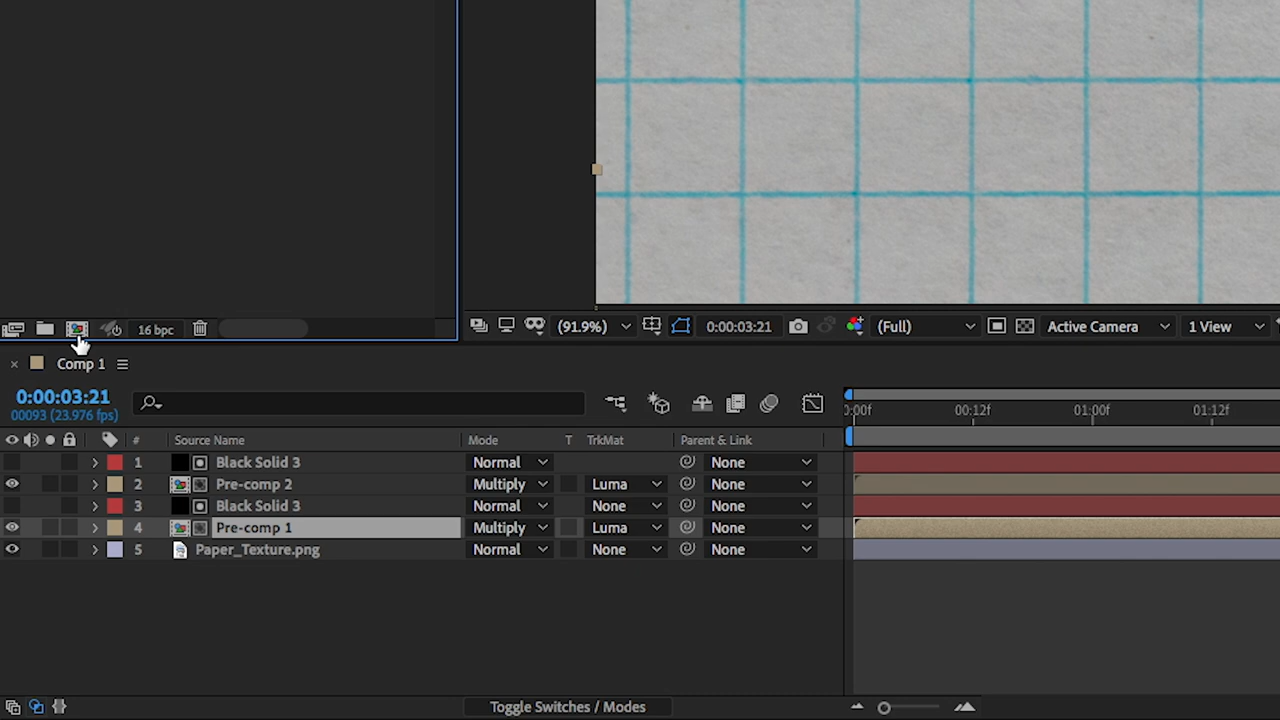 16 bpc
(91.9%)
0:00:03:21
(Full)
Active Camera
1 View
Comp 1
0:00:03:21
00093 (23.976 fps)
0:00f
00:12f
01:00f
01:12f
#
Source Name
Mode
T
TrkMat
Parent & Link
1
Black Solid 3
Normal
None
2
Pre-comp 2
Multiply
Luma
None
3
Black Solid 3
Normal
None
None
4
Pre-comp 1
Multiply
Luma
None
5
Paper_Texture.png
Normal
None
None
Toggle Switches / Modes